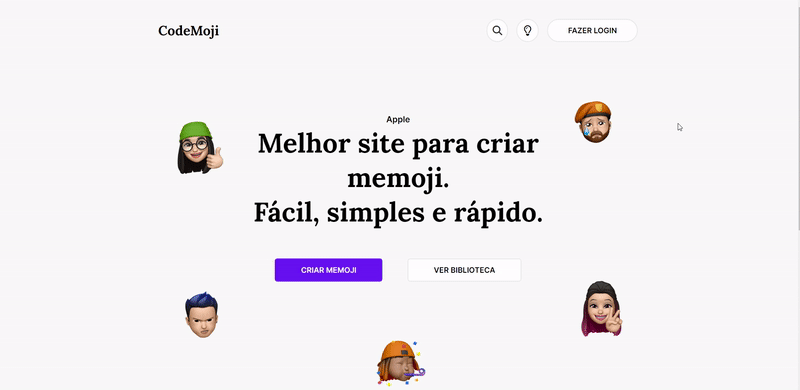 CodeMoji
FAZER LOGIN
Apple
Melhor site para criar
memoji.
Fácil, simples e rápido.
CRIAR MEMOJI
VER BIBLIOTECA